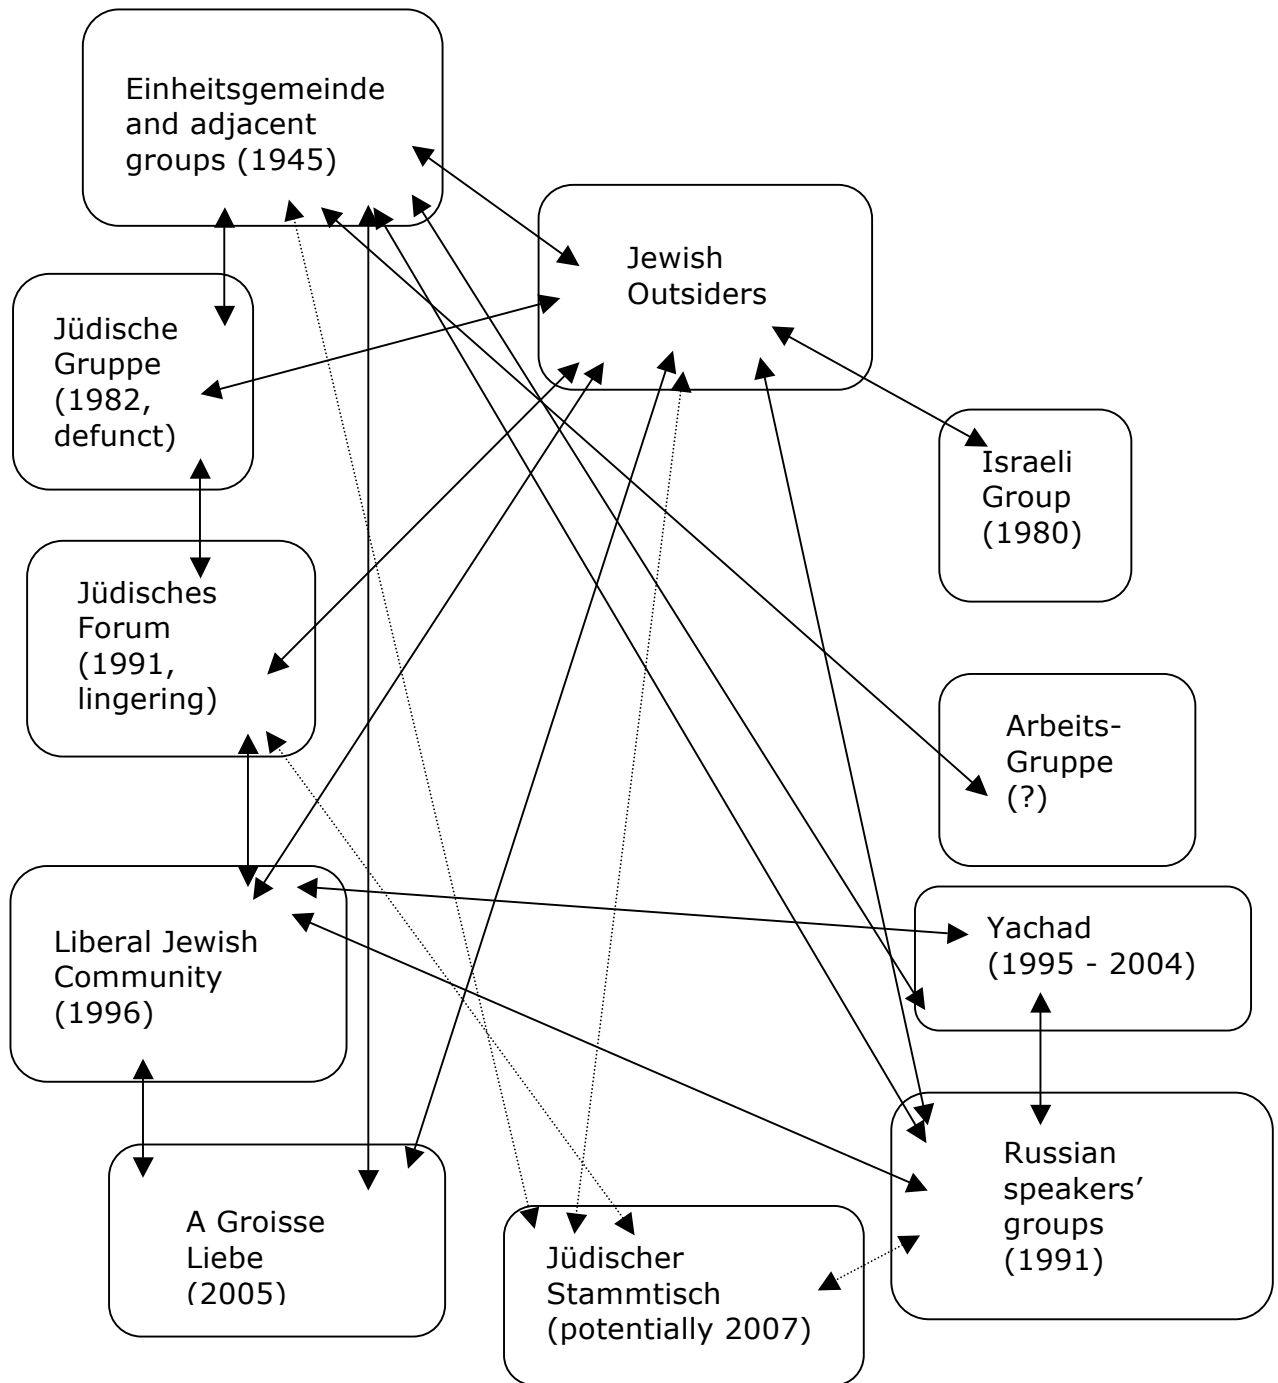 Einheitsgemeinde
and adjacent
groups (1945)
Jewish
Outsiders
Jüdische
Gruppe
(1982,
defunct)
Israeli
Group
(1980)
Jüdisches
Forum
(1991,
lingering)
Arbeits-
Gruppe
(?)
Liberal Jewish
Community
(1996)
Yachad
(1995 - 2004)
Russian
speakers’
groups
(1991)
A Groisse
Liebe
(2005)
Jüdischer
Stammtisch
(potentially 2007)